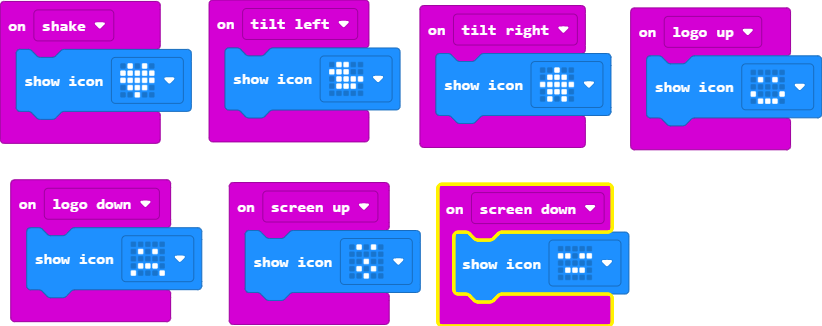 on shake
show icon
on tilt left
show icon
on tilt right
show icon
on logo up
show icon
on logo down
show icon
on screen up
show icon
on screen down
show icon